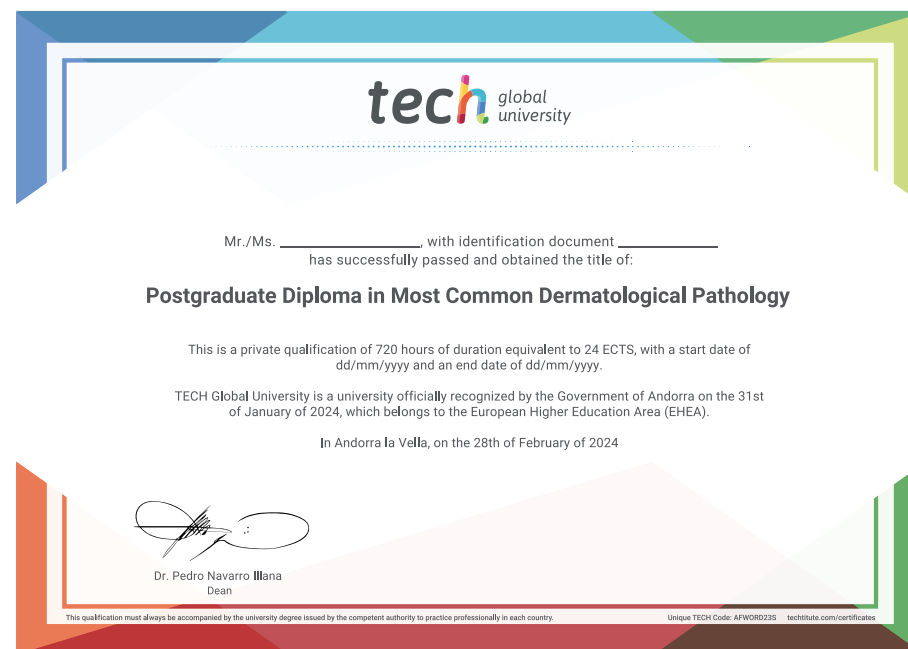 tech global university
Mr./Ms. ____________________, with identification document ______________
has successfully passed and obtained the title of:
Postgraduate Diploma in Most Common Dermatological Pathology
This is a private qualification of 720 hours of duration equivalent to 24 ECTS, with a start date of
dd/mm/yyyy and an end date of dd/mm/yyyy.
TECH Global University is a university officially recognized by the Government of Andorra on the 31st
of January of 2024, which belongs to the European Higher Education Area (EHEA).
In Andorra la Vella, on the 28th of February of 2024
Dr. Pedro Navarro Illana
Dean
This qualification must always be accompanied by the university degree issued by the competent authority to practice professionally in each country.
Unique TECH Code: AFWORD23S techtitute.com/certificates